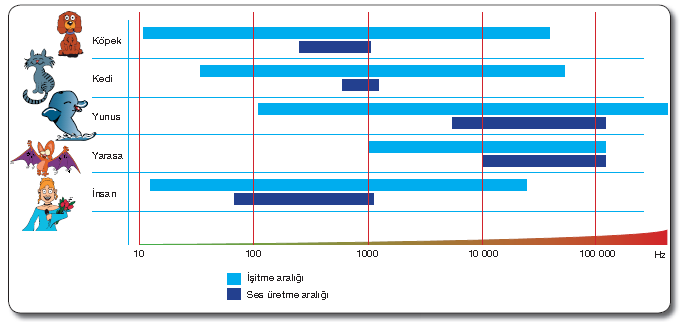 Köpek
Kedi
Yunus
Yarasa
İnsan
10 100 1000 10 000 100 000 Hz
İşitme aralığı
Ses üretme aralığı